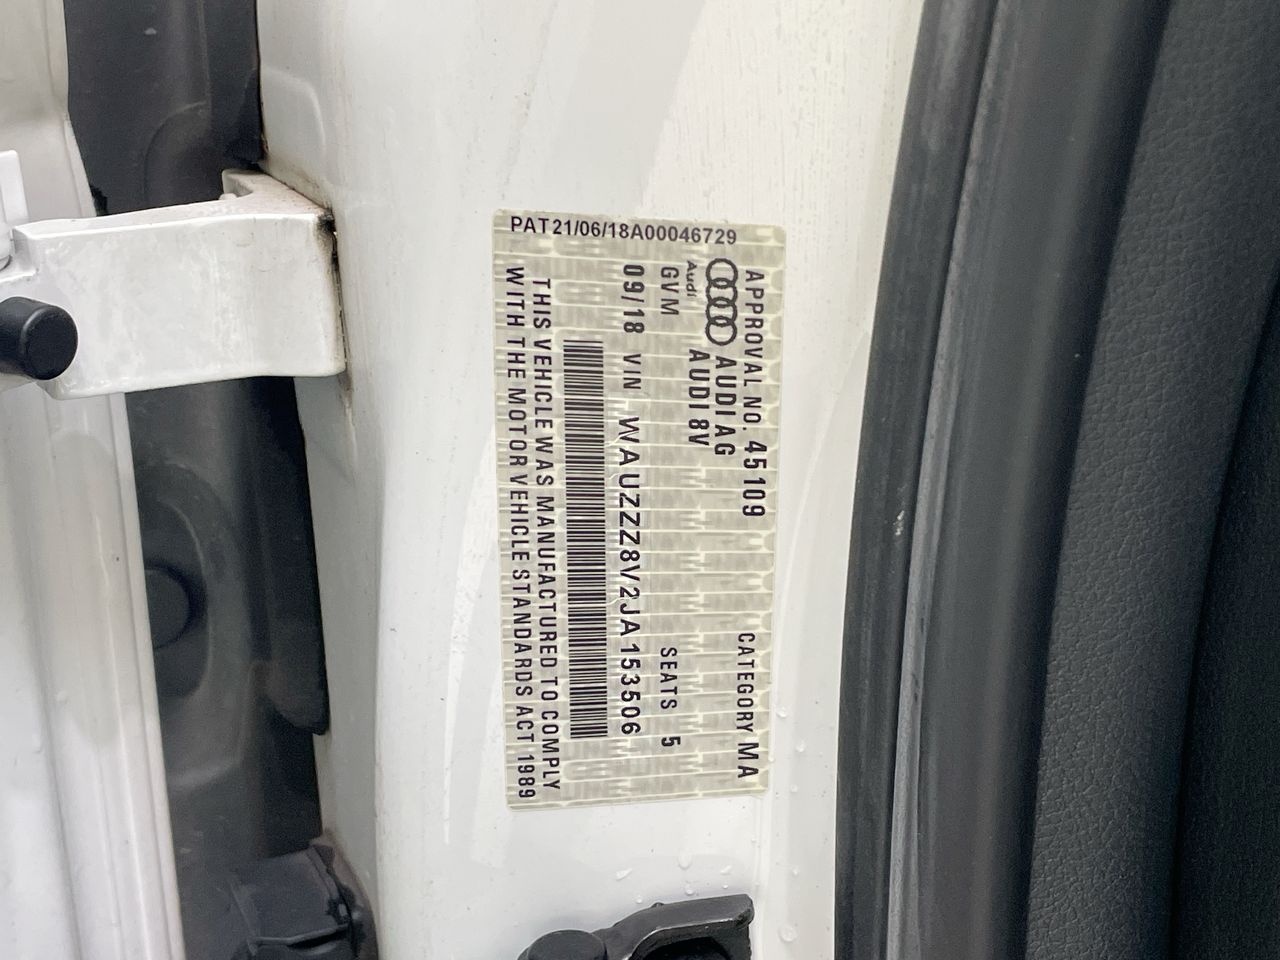 PAT21/06/18A00046729
APPROVAL NO. 45109 CATEGORY MA
AUDI AG
Audi AUDI 8V
GVM SEATS 5
09/18 VIN WAUZZZ8V2JA153506
THIS VEHICLE WAS MANUFACTURED TO COMPLY
WITH THE MOTOR VEHICLE STANDARDS ACT 1989